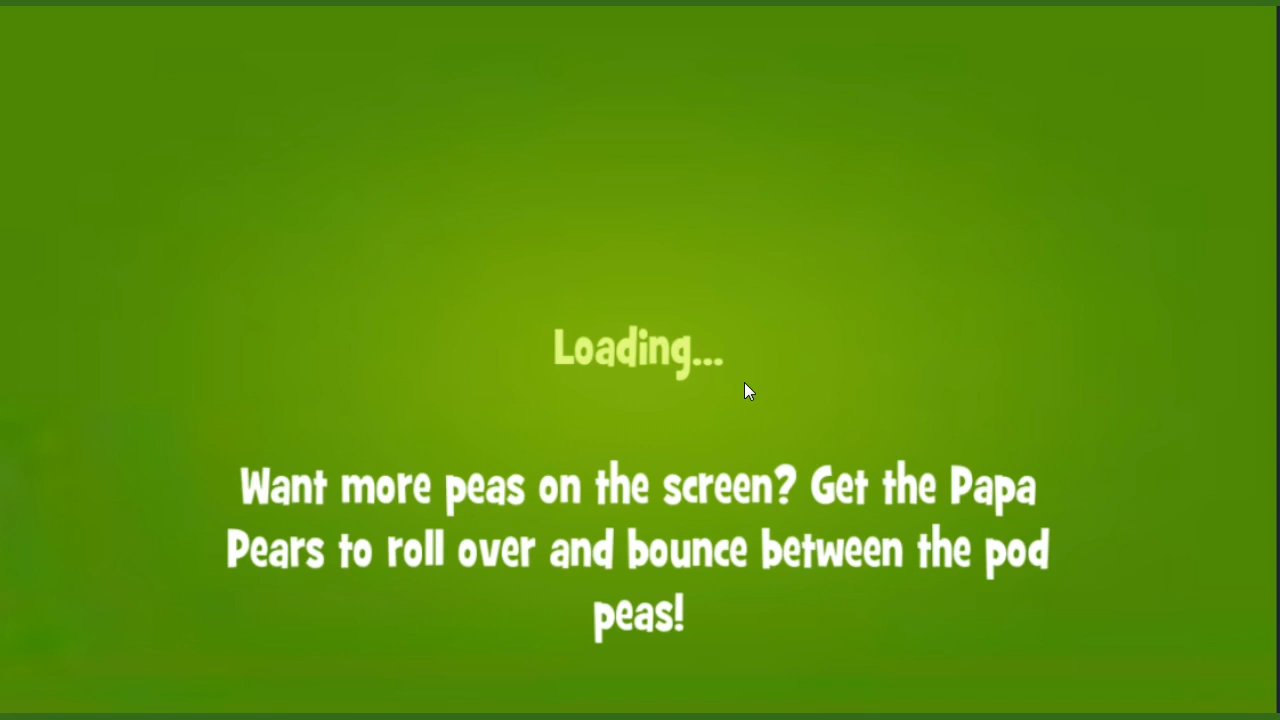 Loading...
Want more peas on the screen? Get the Papa
Pears to roll over and bounce between the pod
peas!